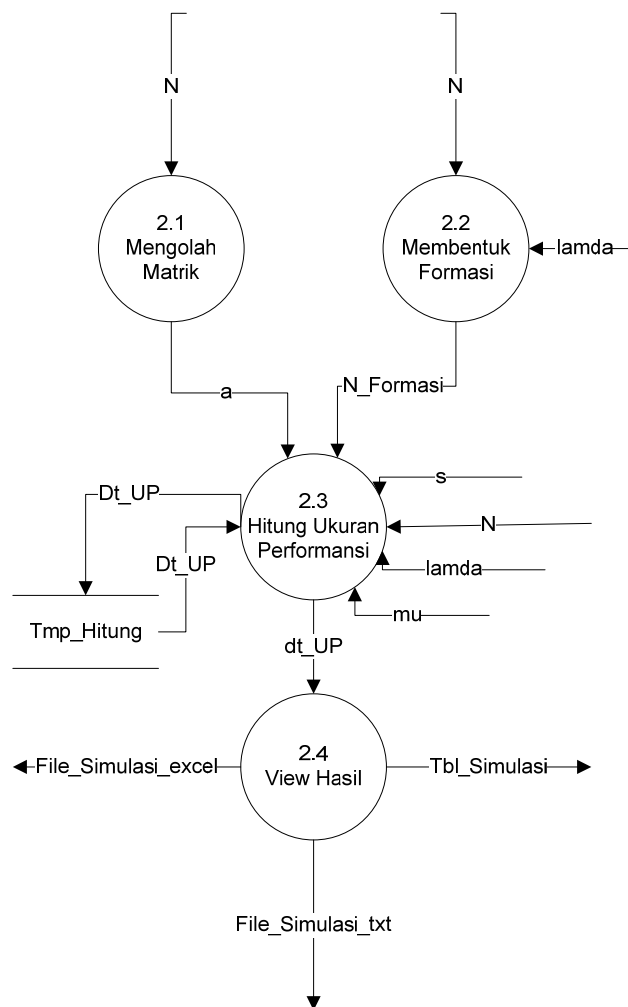 N
N
2.1
Mengolah
Matrik
2.2
Membentuk
Formasi
lamda
a
N_Formasi
s
Dt_UP
2.3
Hitung Ukuran
Performansi
N
Dt_UP
lamda
mu
Tmp_Hitung
dt_UP
2.4
View Hasil
File_Simulasi_excel
Tbl_Simulasi
File_Simulasi_txt